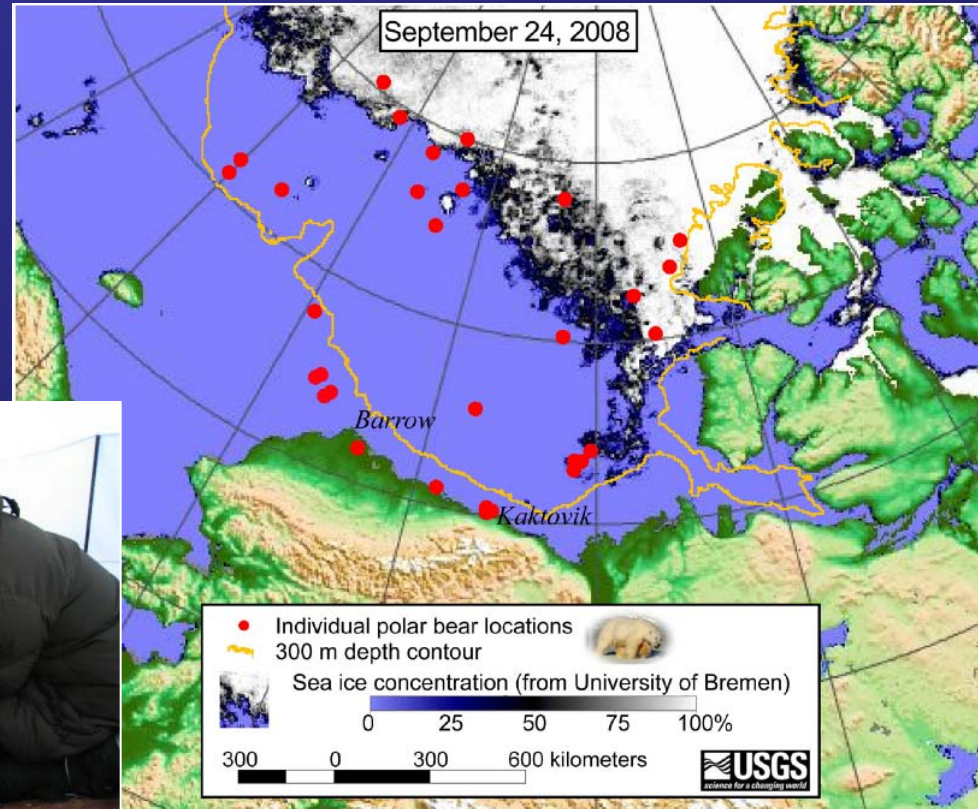 September 24, 2008
Barrow
Kaktovik
Individual polar bear locations
300 m depth contour
Sea ice concentration (from University of Bremen)
0 25 50 75 100%
300 0 300 600 kilometers
USGS
science for a changing world